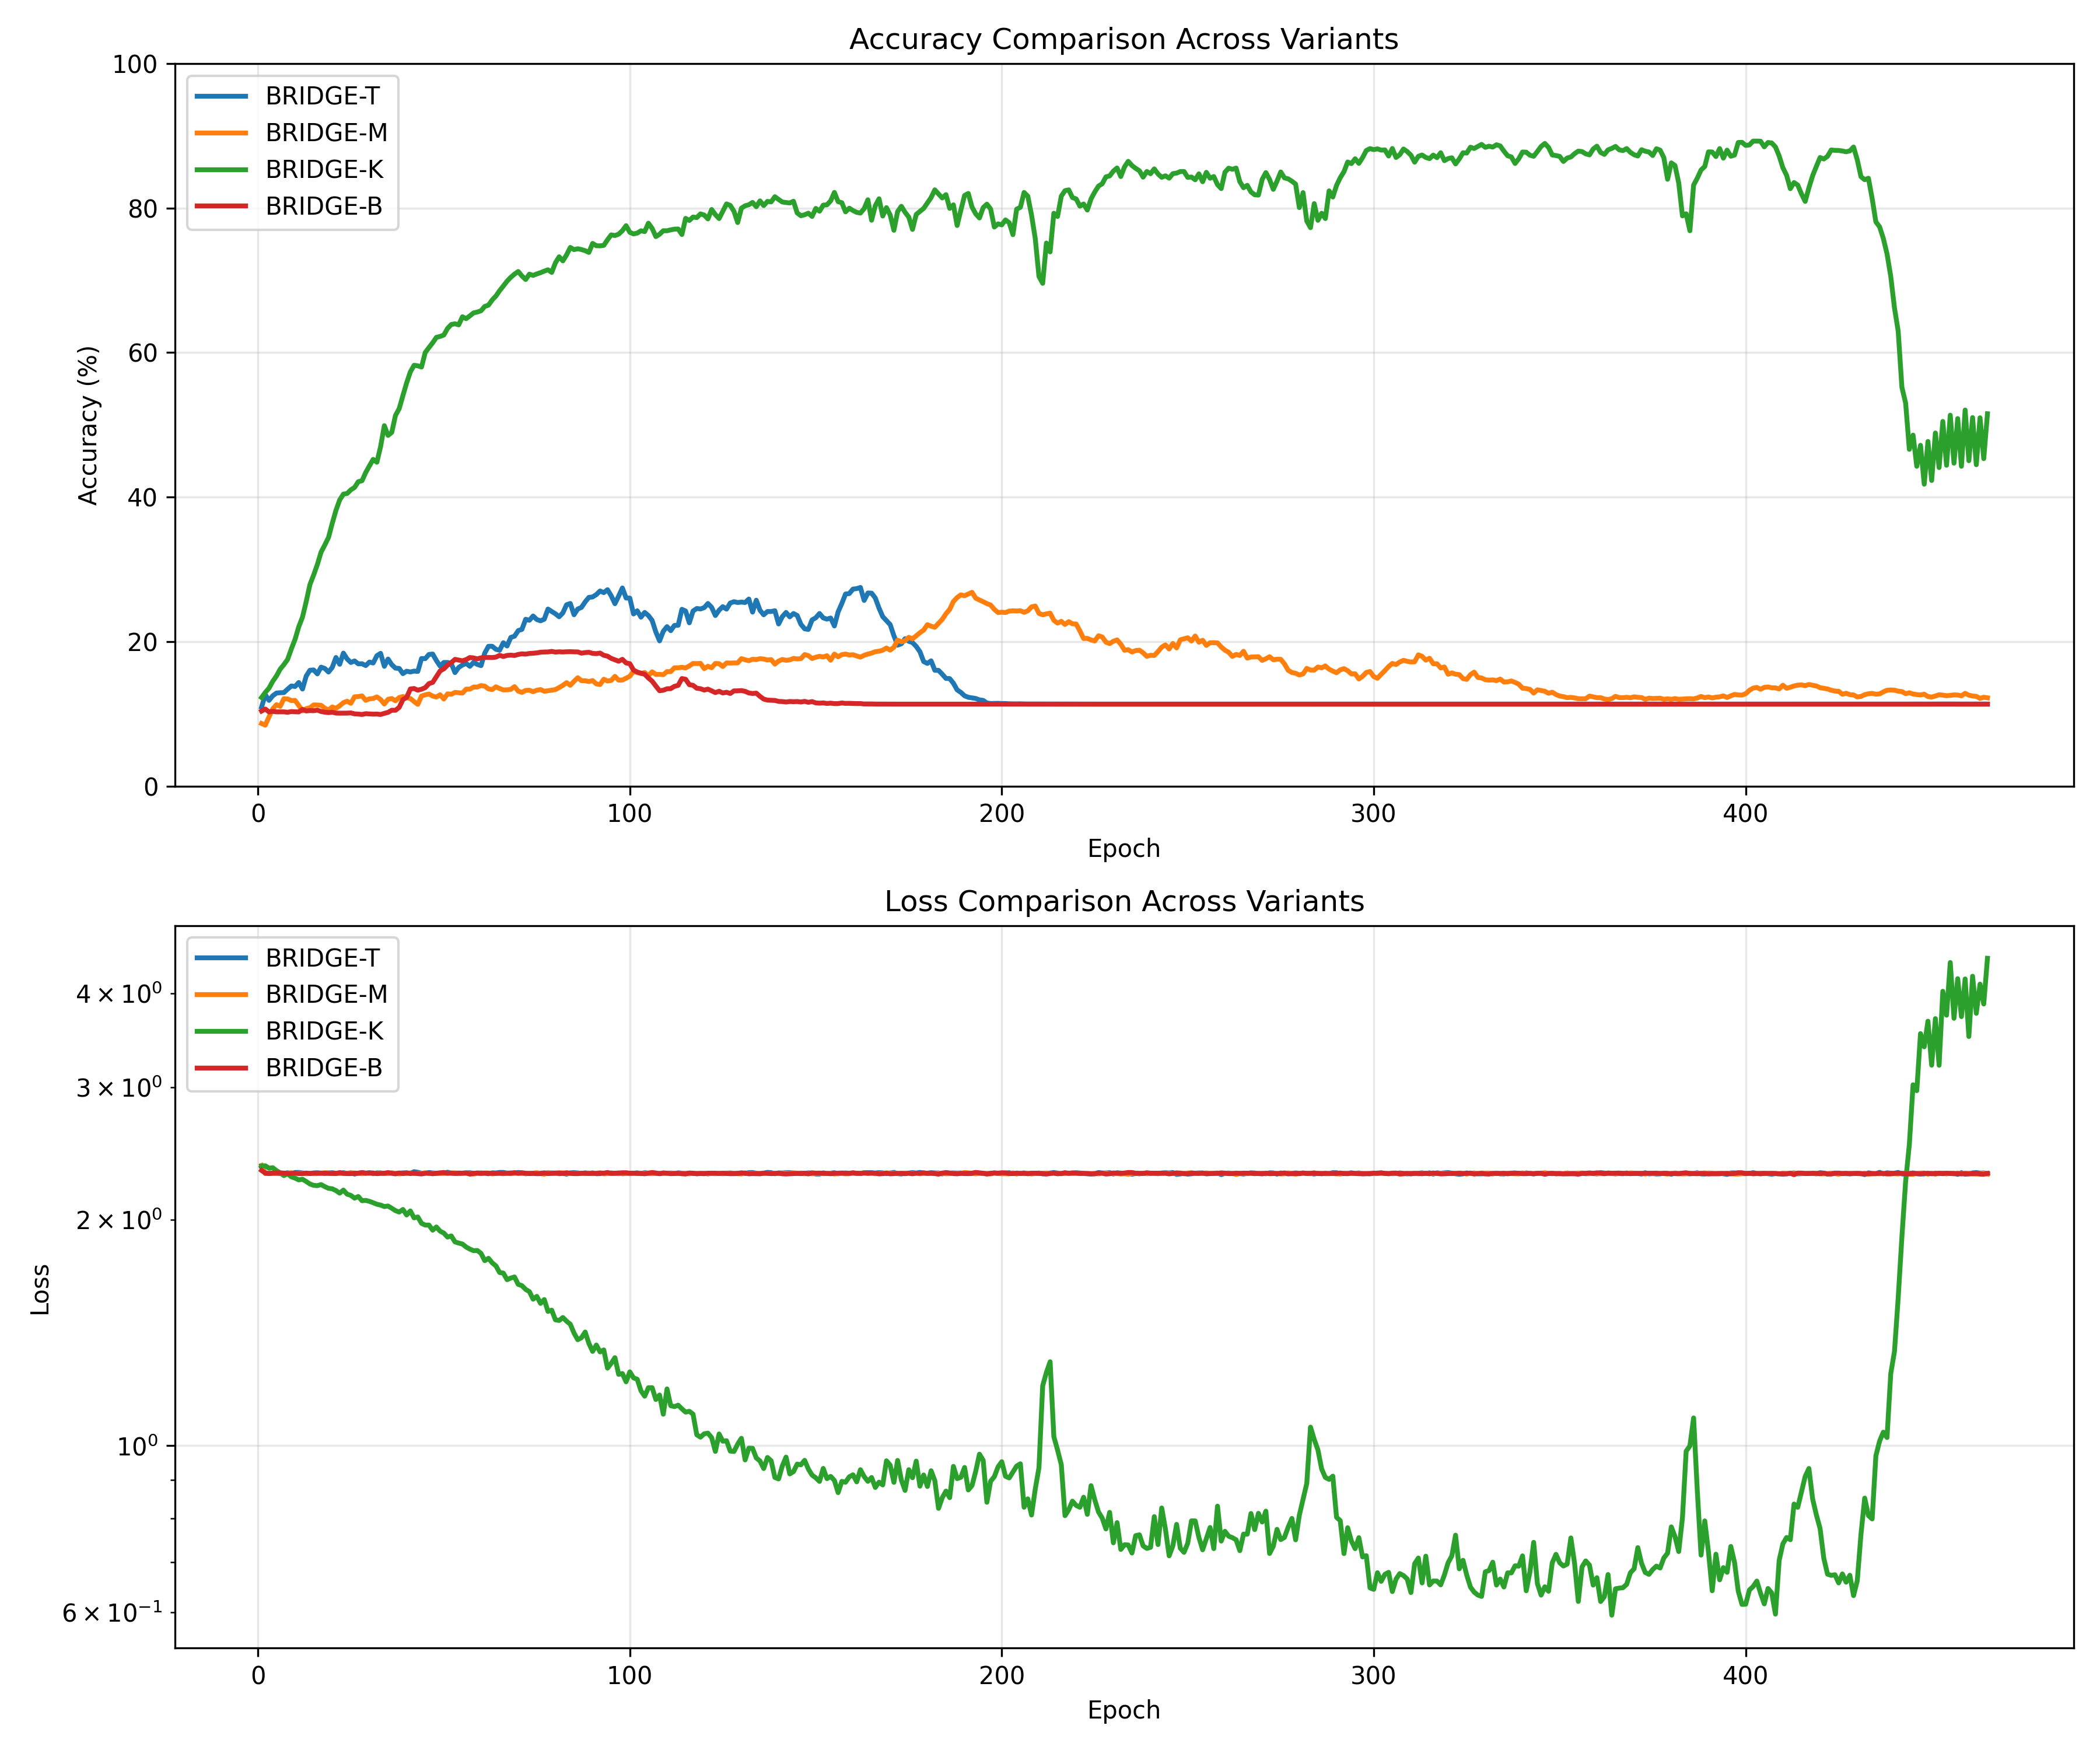 Accuracy Comparison Across Variants
100
80
60
40
20
0
Accuracy (%)
BRIDGE-T
BRIDGE-M
BRIDGE-K
BRIDGE-B
0 100 200 300 400
Epoch
Loss Comparison Across Variants
4 × 10⁰
3 × 10⁰
2 × 10⁰
10⁰
6 × 10⁻¹
Loss
BRIDGE-T
BRIDGE-M
BRIDGE-K
BRIDGE-B
0 100 200 300 400
Epoch